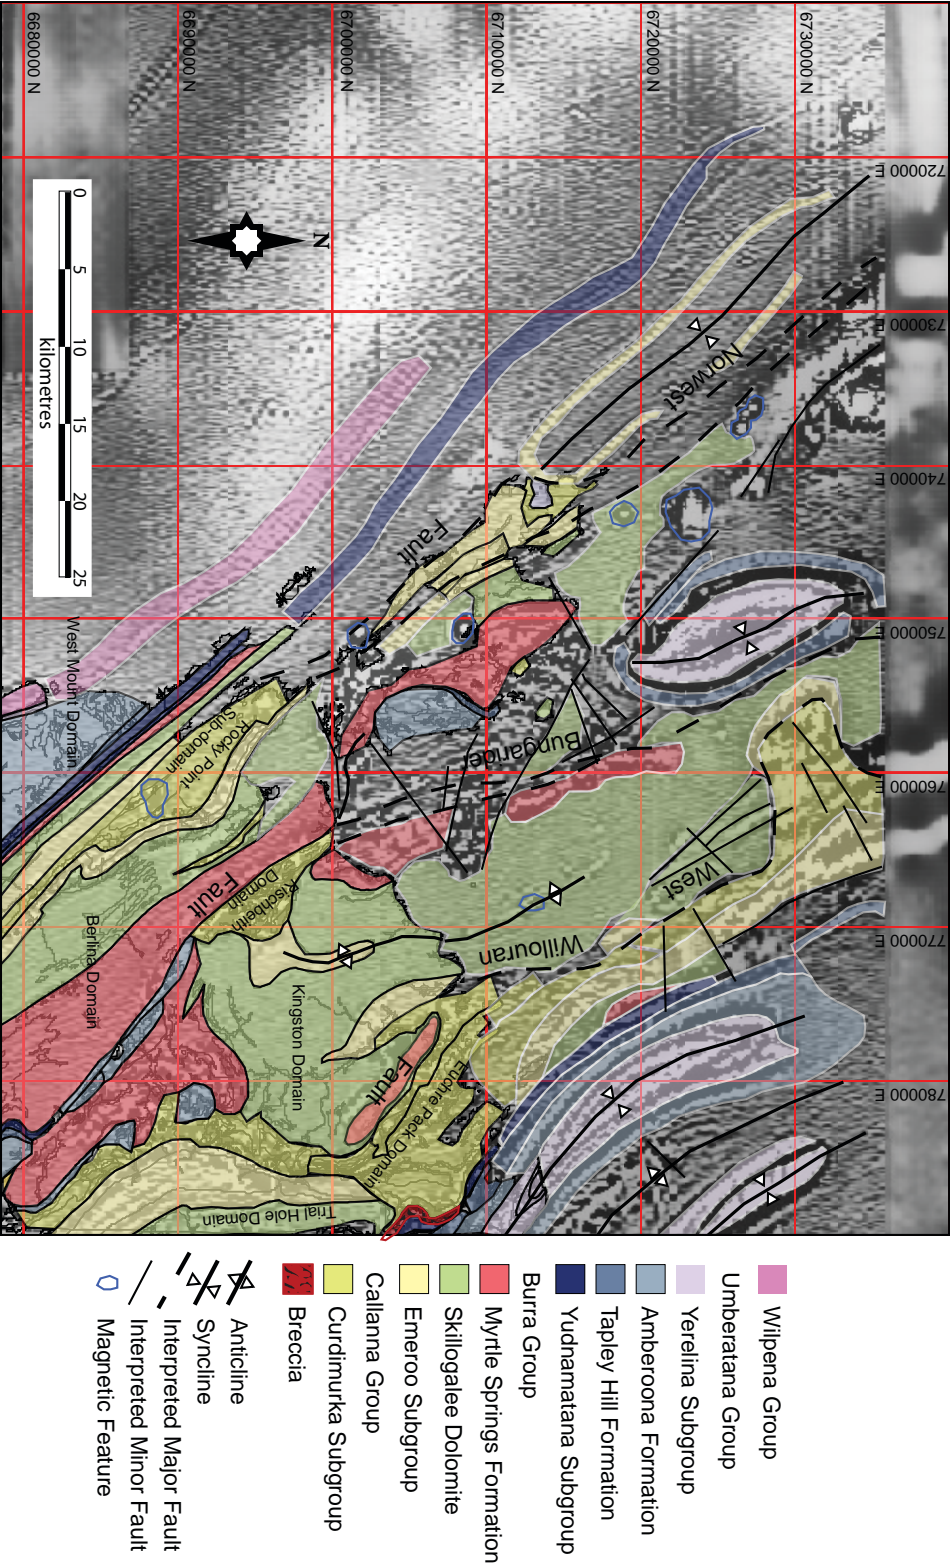 6680000 N
6690000 N
6700000 N
6710000 N
6720000 N
6730000 N
720000 E
730000 E
740000 E
750000 E
760000 E
770000 E
780000 E
N
0
5
10
15
20
25
kilometres
Norwest
Fault
Bungarider
West
Willouran
Fault
Fault
West Mount Domain
Rocky Point
Sub-domain
Rischbeith
Domain
Berlina Domain
Kingston Domain
Euchre Pack Domain
Trial Hole Domain
Wilpena Group
Umberatana Group
Yerelina Subgroup
Amberoona Formation
Tapley Hill Formation
Yudnamatana Subgroup
Burra Group
Myrtle Springs Formation
Skillogalee Dolomite
Emeroo Subgroup
Callanna Group
Curdimurka Subgroup
Breccia
Anticline
Syncline
Interpreted Major Fault
Interpreted Minor Fault
Magnetic Feature